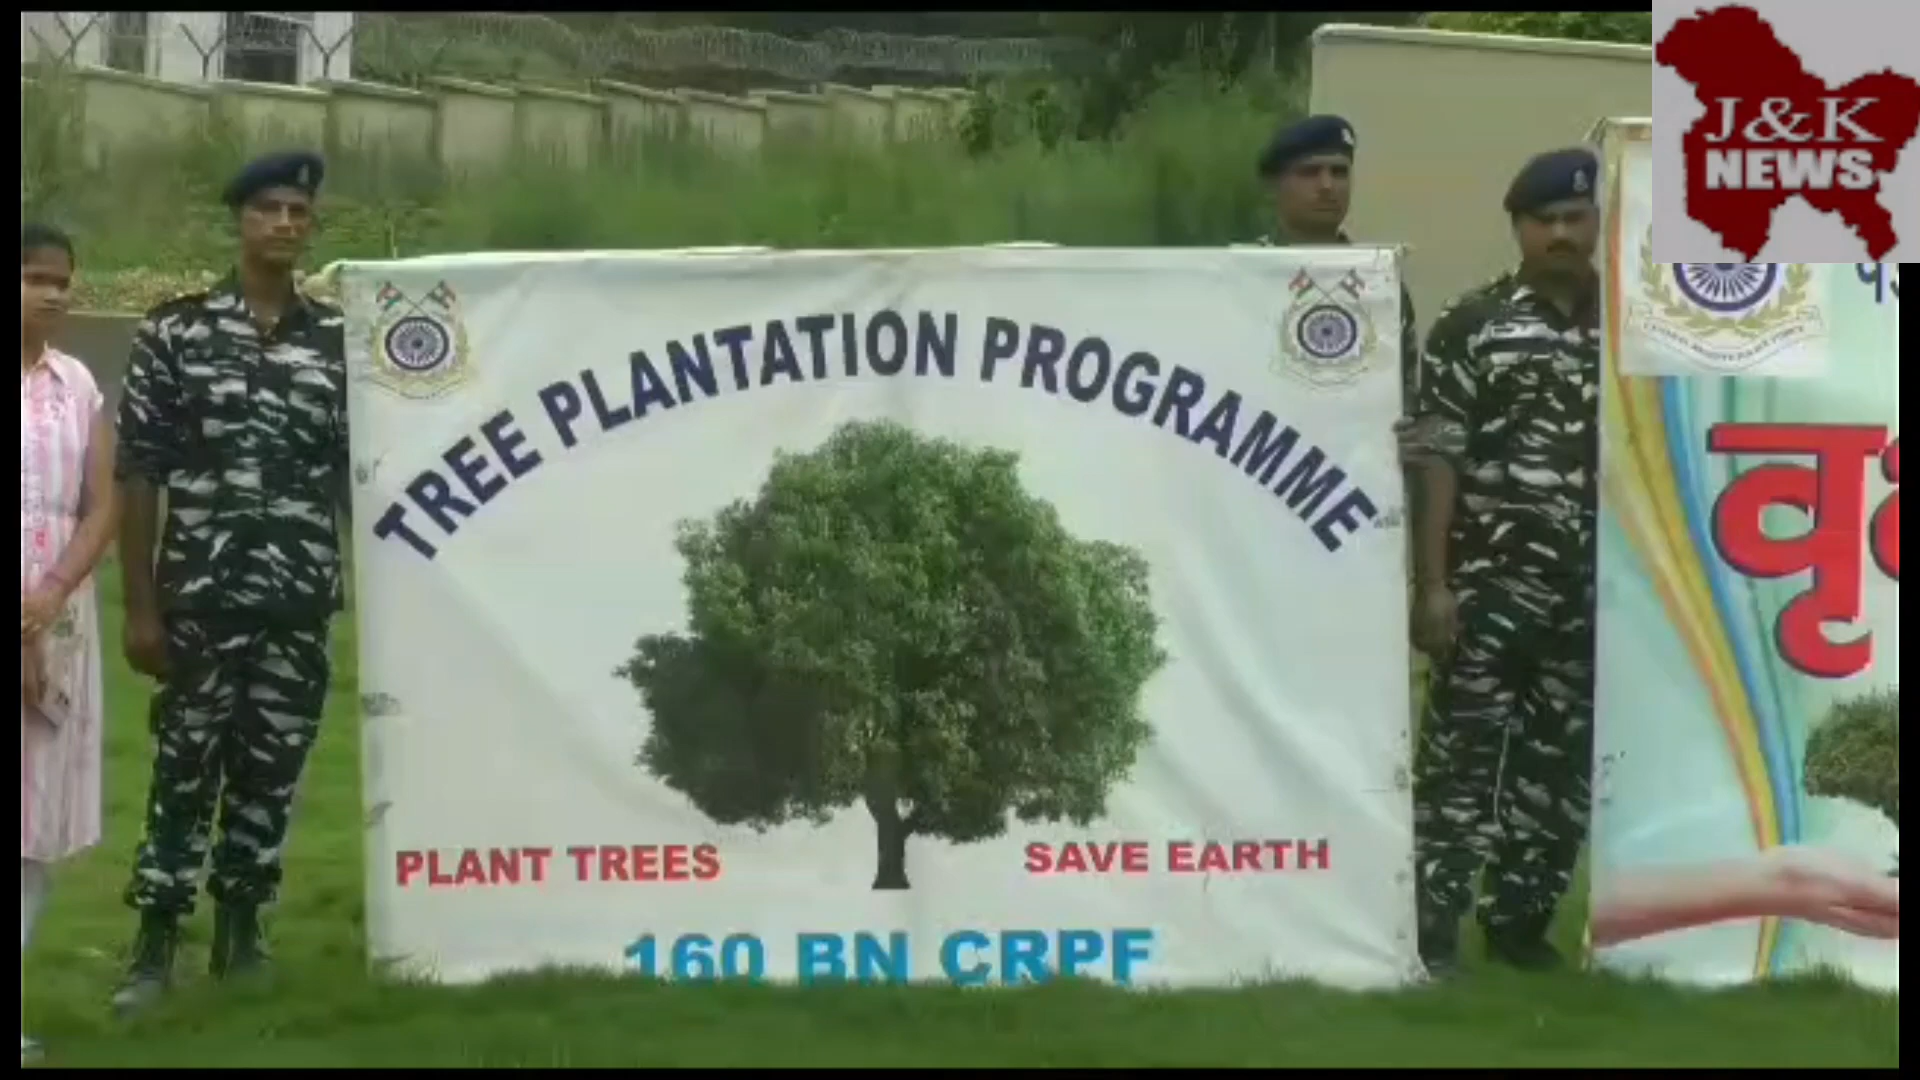 J&K
NEWS
TREE PLANTATION PROGRAMME
PLANT TREES
SAVE EARTH
160 BN CRPF